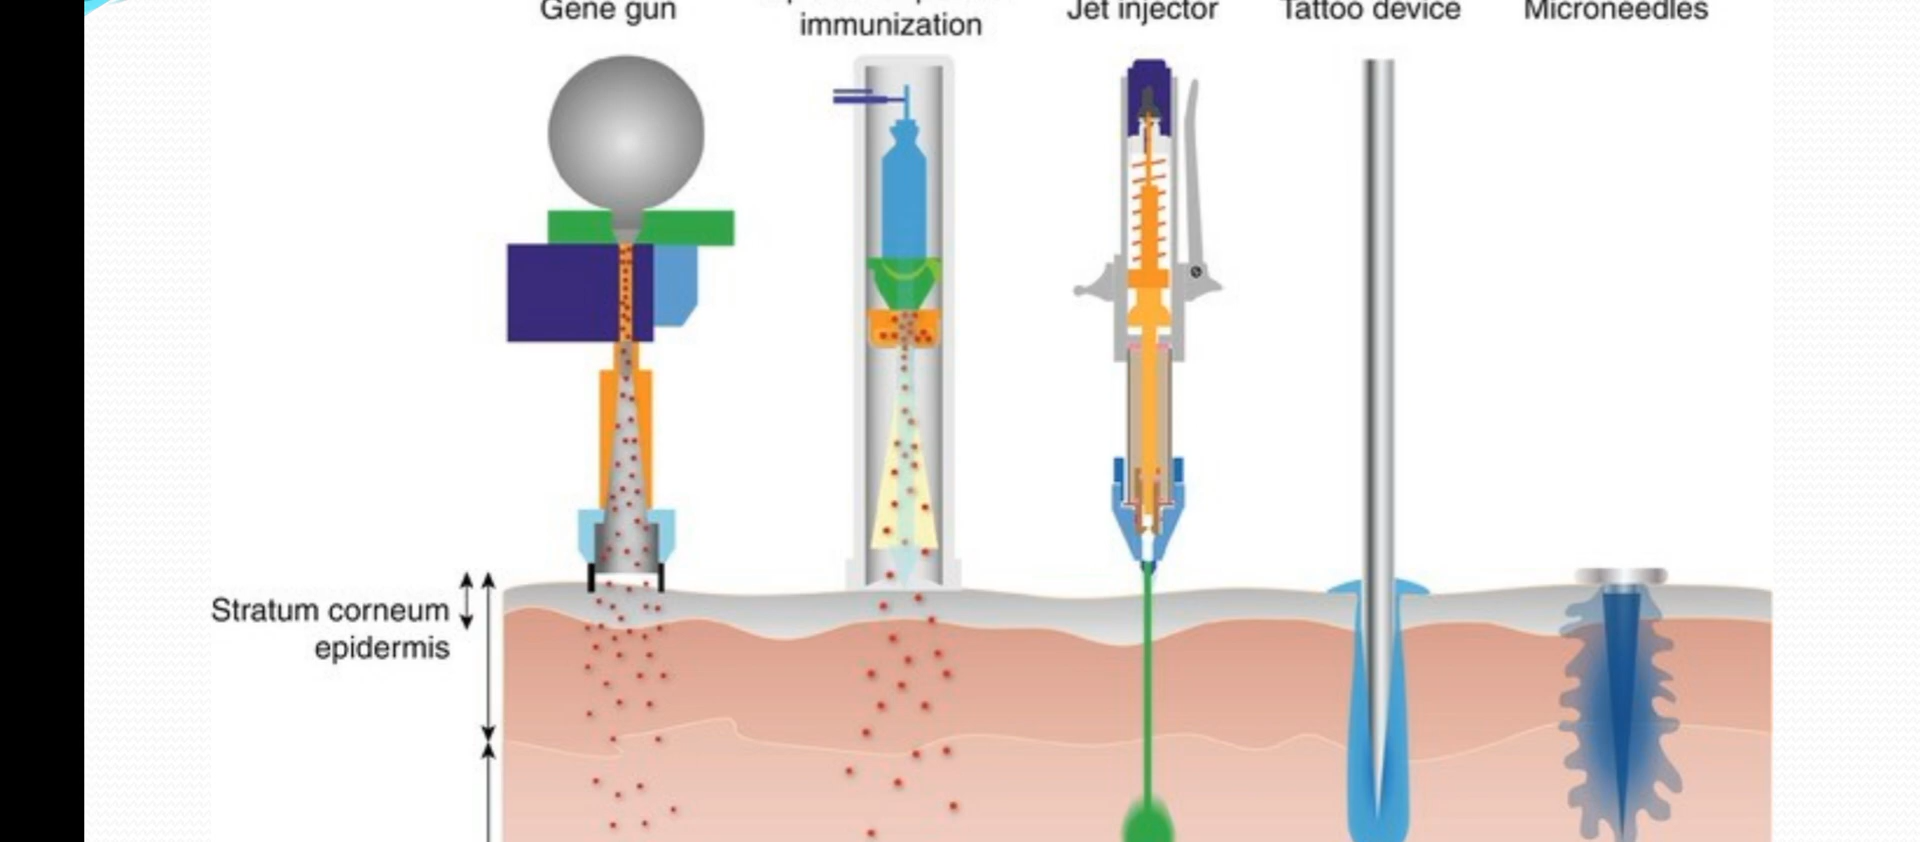 Gene gun
immunization
Jet injector
Tattoo device
Microneedles
Stratum corneum
epidermis